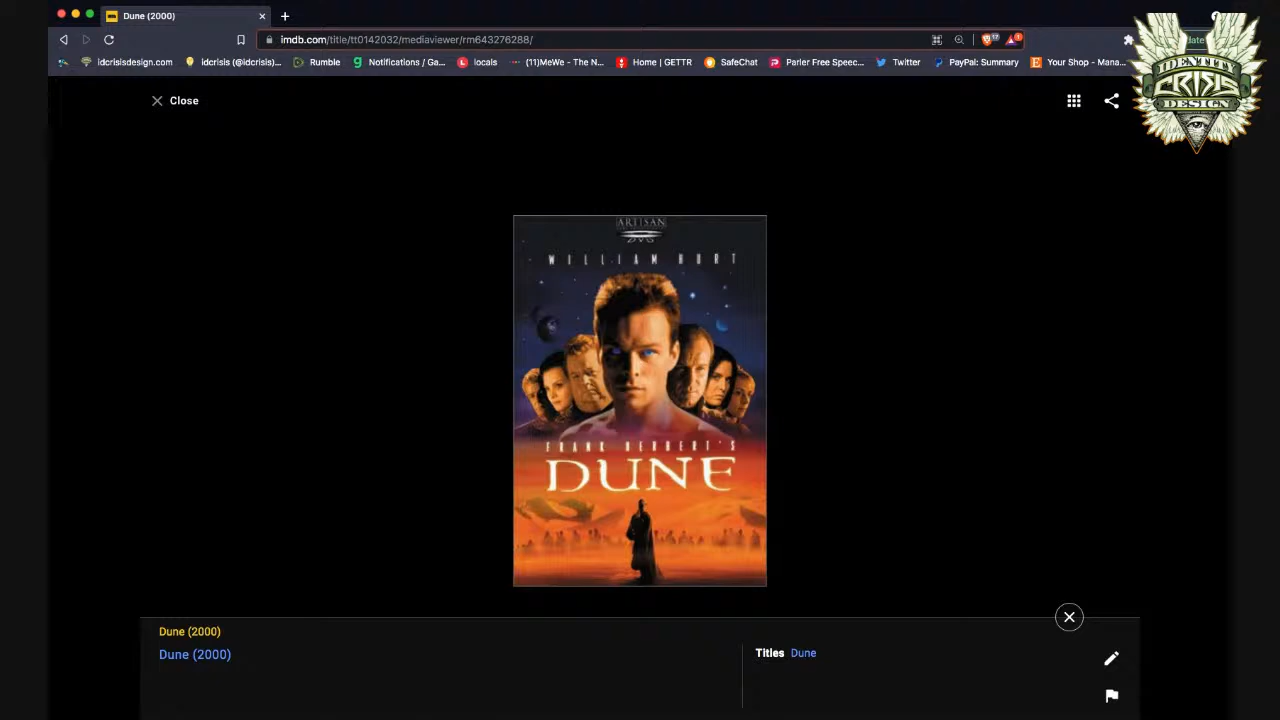 Dune (2000)
imdb.com/title/tt0142032/mediaviewer/rm643276288/
17
1
idcrisisdesign.com
idcrisis (@idcrisis)...
Rumble
Notifications / Ga...
locals
(11)MeWe - The N...
Home | GETTR
SafeChat
Parler Free Speec...
Twitter
PayPal: Summary
Your Shop - Mana...
IDENTITY
CRISIS
DESIGN
Close
ARTISAN
DVD
WILLIAM HURT
FRANK HERBERT'S
DUNE
Dune (2000)
Dune (2000)
Titles Dune